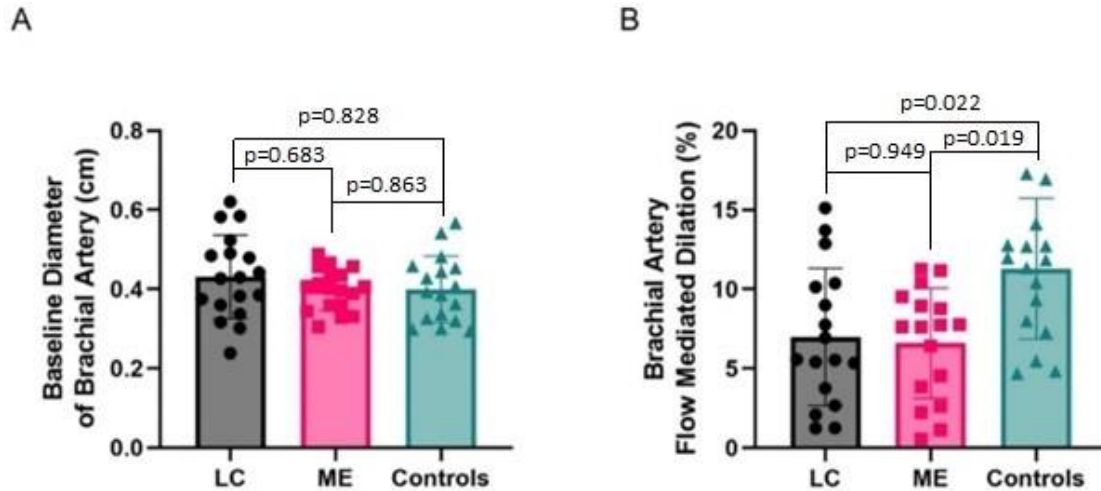 A
B
p=0.828
p=0.683
p=0.863
Baseline Diameter
of Brachial Artery (cm)
0.8
0.6
0.4
0.2
0.0
LC ME Controls
p=0.022
p=0.949
p=0.019
Brachial Artery
Flow Mediated Dilation (%)
20
15
10
5
0
LC ME Controls